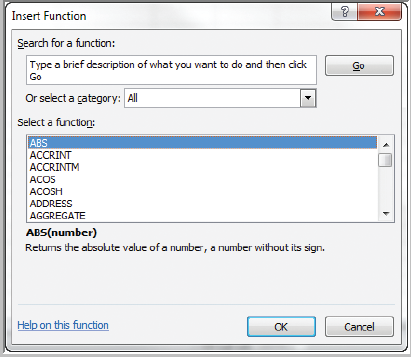 Insert Function
?
Search for a function:
Type a brief description of what you want to do and then click
Go
Go
Or select a category: All
Select a function:
ABS
ACCRINT
ACCRINTM
ACOS
ACOSH
ADDRESS
AGGREGATE
ABS(number)
Returns the absolute value of a number, a number without its sign.
Help on this function
OK
Cancel